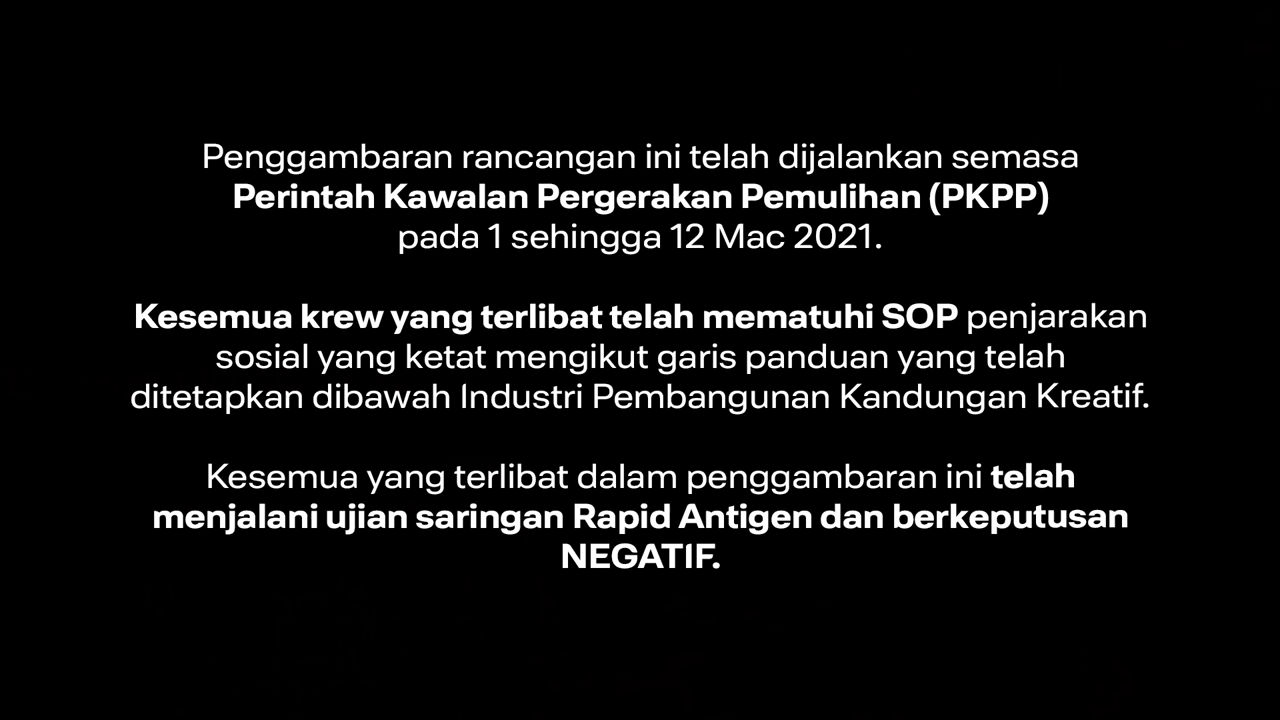 Penggambaran rancangan ini telah dijalankan semasa
Perintah Kawalan Pergerakan Pemulihan (PKPP)
pada 1 sehingga 12 Mac 2021.
Kesemua krew yang terlibat telah mematuhi SOP penjarakan
sosial yang ketat mengikut garis panduan yang telah
ditetapkan dibawah Industri Pembangunan Kandungan Kreatif.
Kesemua yang terlibat dalam penggambaran ini telah
menjalani ujian saringan Rapid Antigen dan berkeputusan
NEGATIF.